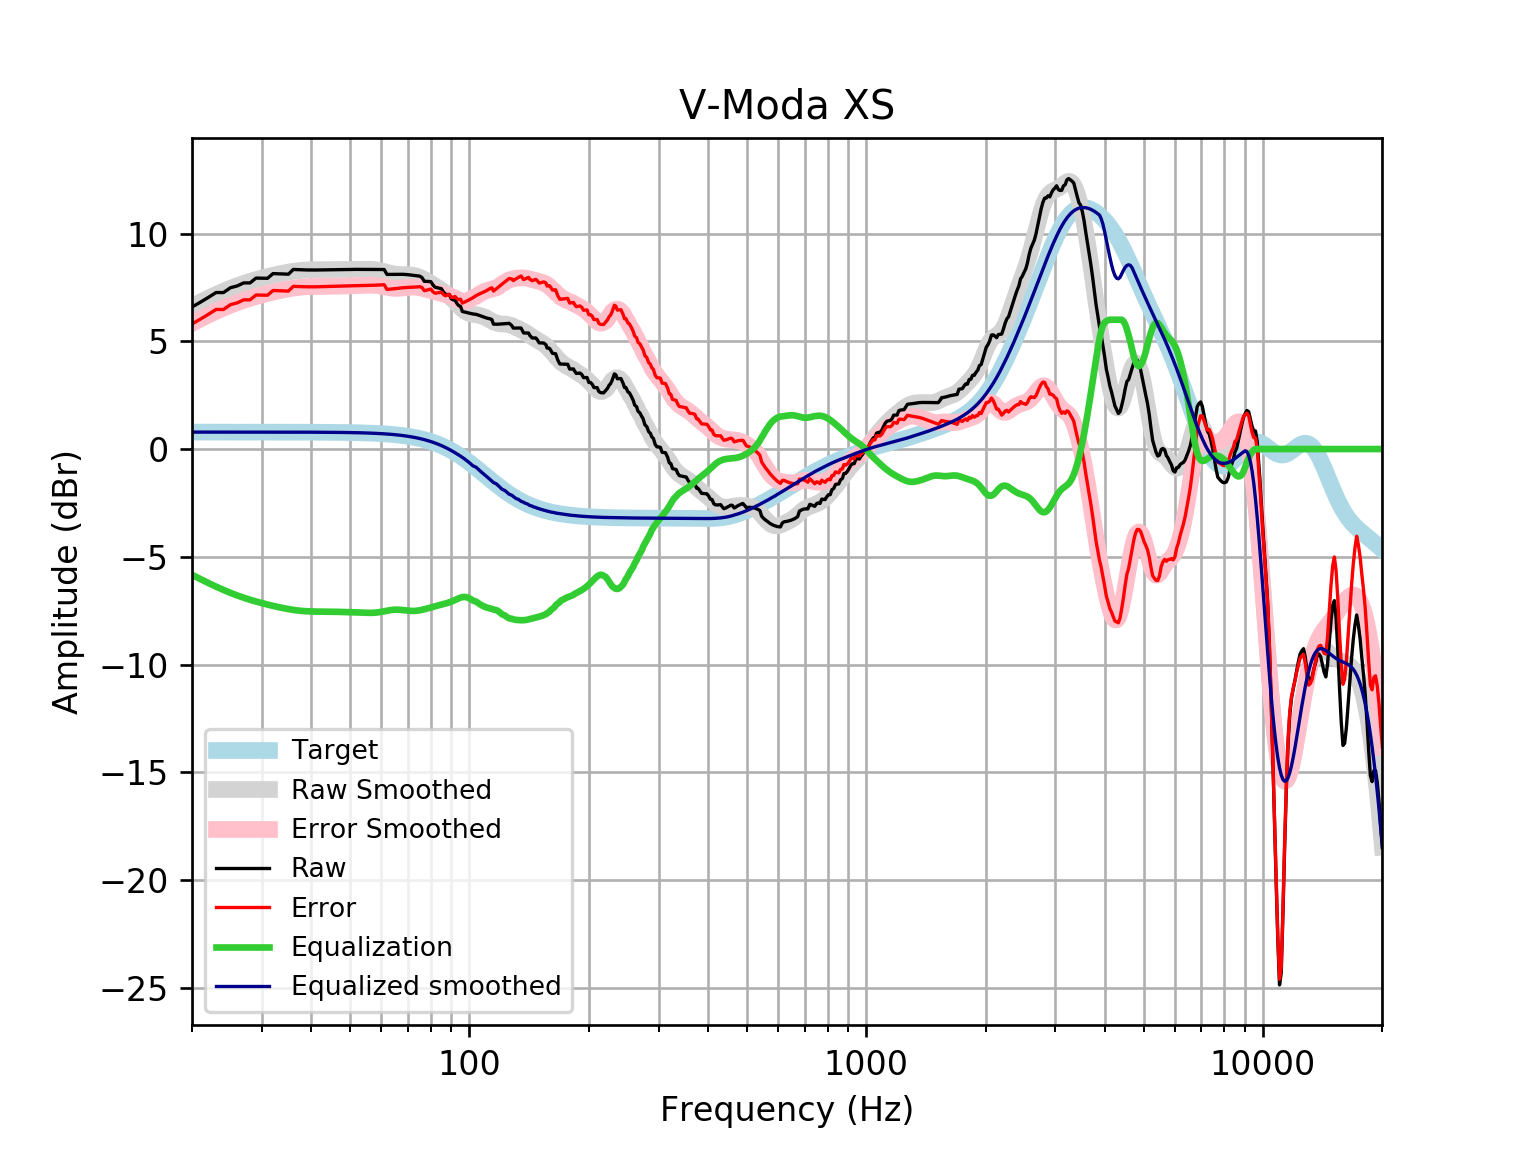 V-Moda XS
Amplitude (dBr)
10
5
0
−5
−10
−15
−20
−25
Target
Raw Smoothed
Error Smoothed
Raw
Error
Equalization
Equalized smoothed
100 1000 10000
Frequency (Hz)